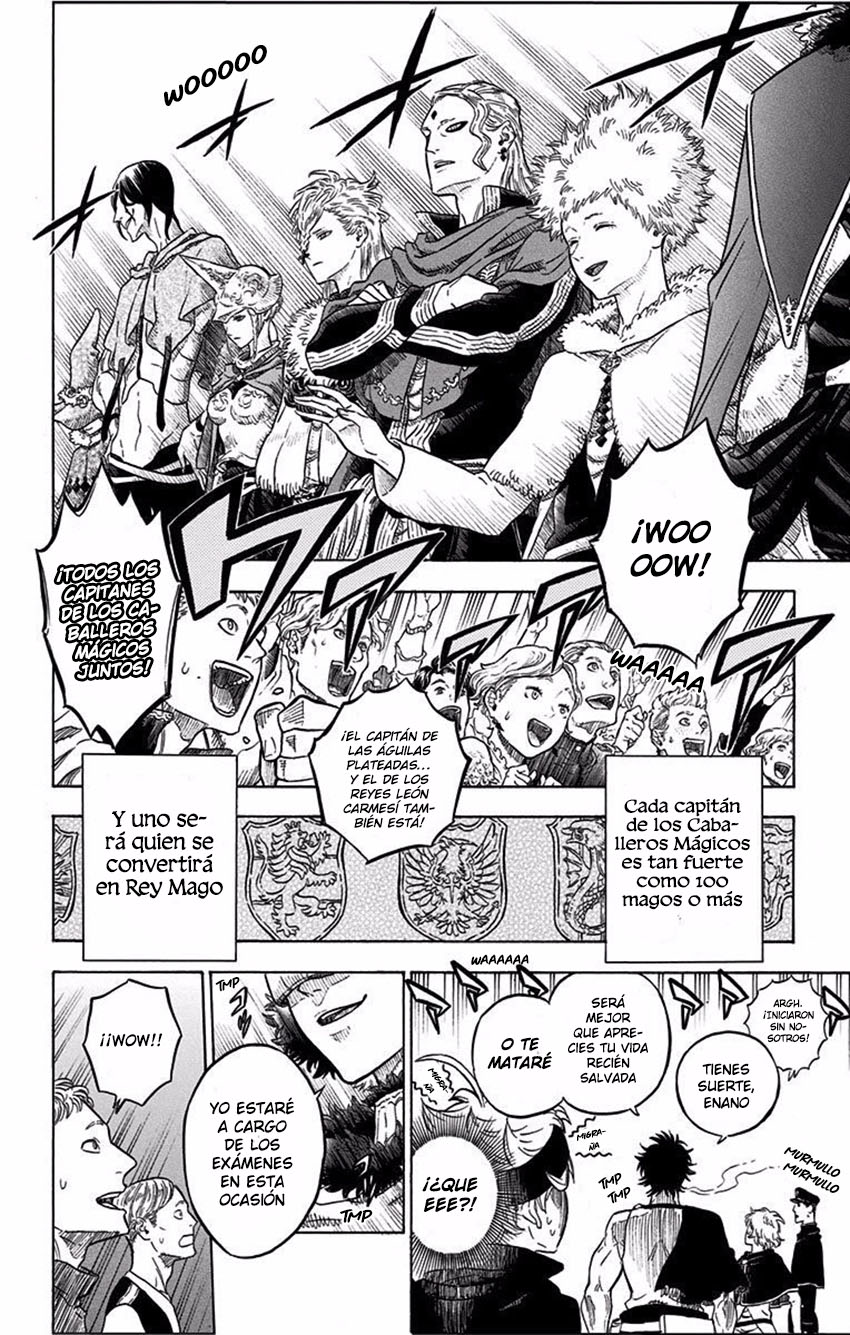 WOOOOO
¡WOO
OOW!
¡TODOS LOS
CAPITANES
DE LOS CA-
BALLEROS
MÁGICOS
JUNTOS!
WAAAAA
¡EL CAPITÁN DE
LAS ÁGUILAS
PLATEADAS...
Y EL DE LOS
REYES LEÓN
CARMESÍ TAM-
BIÉN ESTÁ!
Cada capitán
de los Caba-
lleros Mágicos
es tan fuerte
como 100
magos o más
Y uno se-
rá quien se
convertirá
en Rey Mago
WAAAAAA
ARGH.
¡INICIARON
SIN NO-
SOTROS!
TIENES
SUERTE,
ENANO
SERÁ
MEJOR
QUE APRE-
CIES TU VIDA
RECIÉN
SALVADA
O TE
MATARÉ
MURMULLO
MURMULLO
MIGRA-
ÑA
MIGRA-
ÑA
TMP
TMP
¡¿QUE
EEE?!
TMP
YO ESTARÉ
A CARGO
DE LOS
EXÁMENES
EN ESTA
OCASIÓN
TMP
¡¡WOW!!